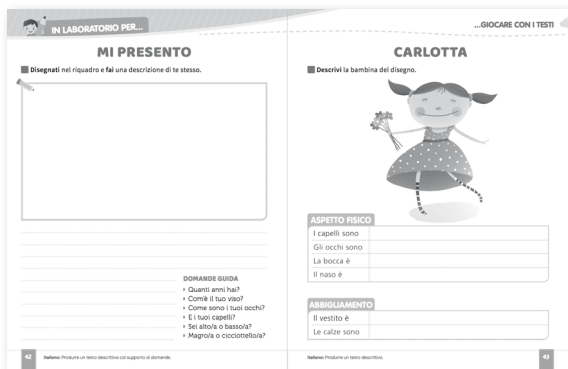 IN LABORATORIO PER...
MI PRESENTO
Disegnati nel riquadro e fai una descrizione di te stesso.
DOMANDE GUIDA
Quanti anni hai?
Com'è il tuo viso?
Come sono i tuoi occhi?
E i tuoi capelli?
Sei alto/a o basso/a?
Magro/a o cicciottello/a?
42 Italiano: Produrre un testo descrittivo col supporto di domande.
...GIOCARE CON I TESTI
CARLOTTA
Descrivi la bambina del disegno.
ASPETTO FISICO
I capelli sono
Gli occhi sono
La bocca è
Il naso è
ABBIGLIAMENTO
Il vestito è
Le calze sono
Italiano: Produrre un testo descrittivo. 43